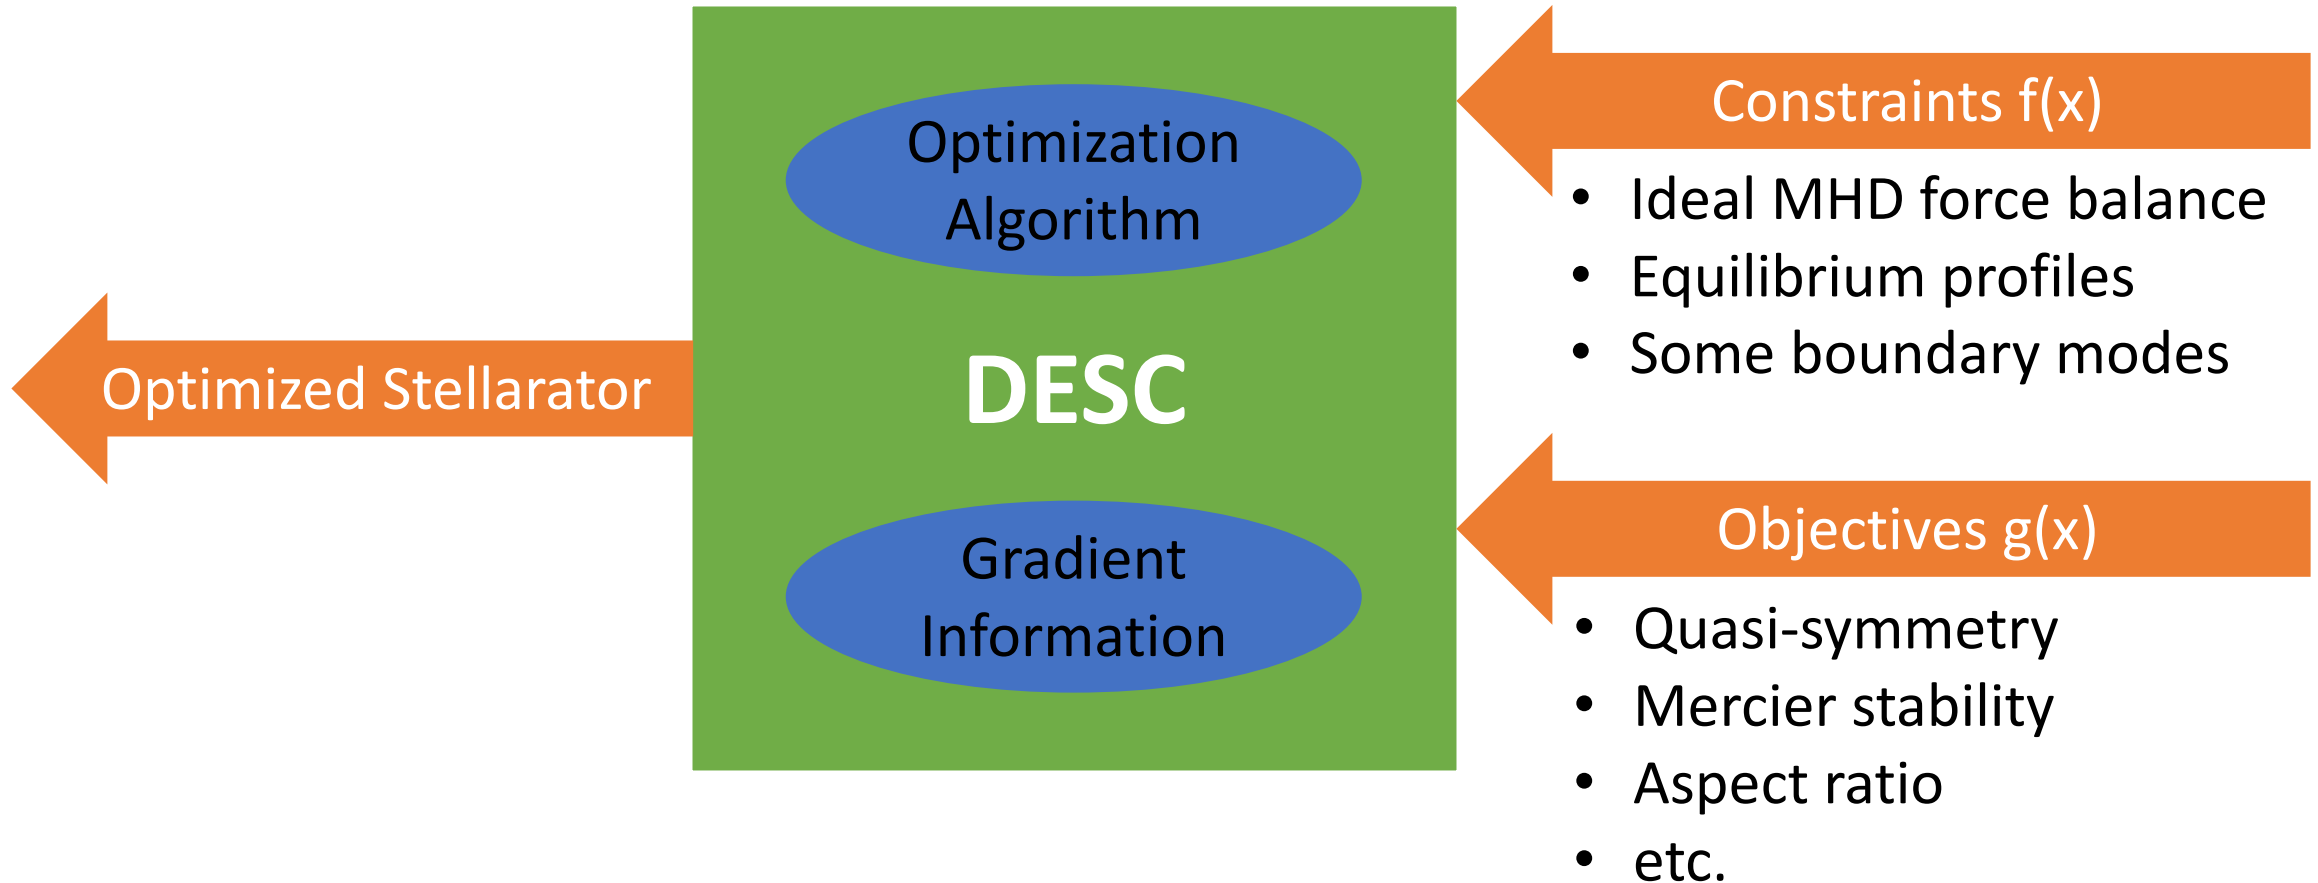 Optimization
Algorithm
DESC
Gradient
Information
Optimized Stellarator
Constraints f(x)
• Ideal MHD force balance
• Equilibrium profiles
• Some boundary modes
Objectives g(x)
• Quasi-symmetry
• Mercier stability
• Aspect ratio
• etc.